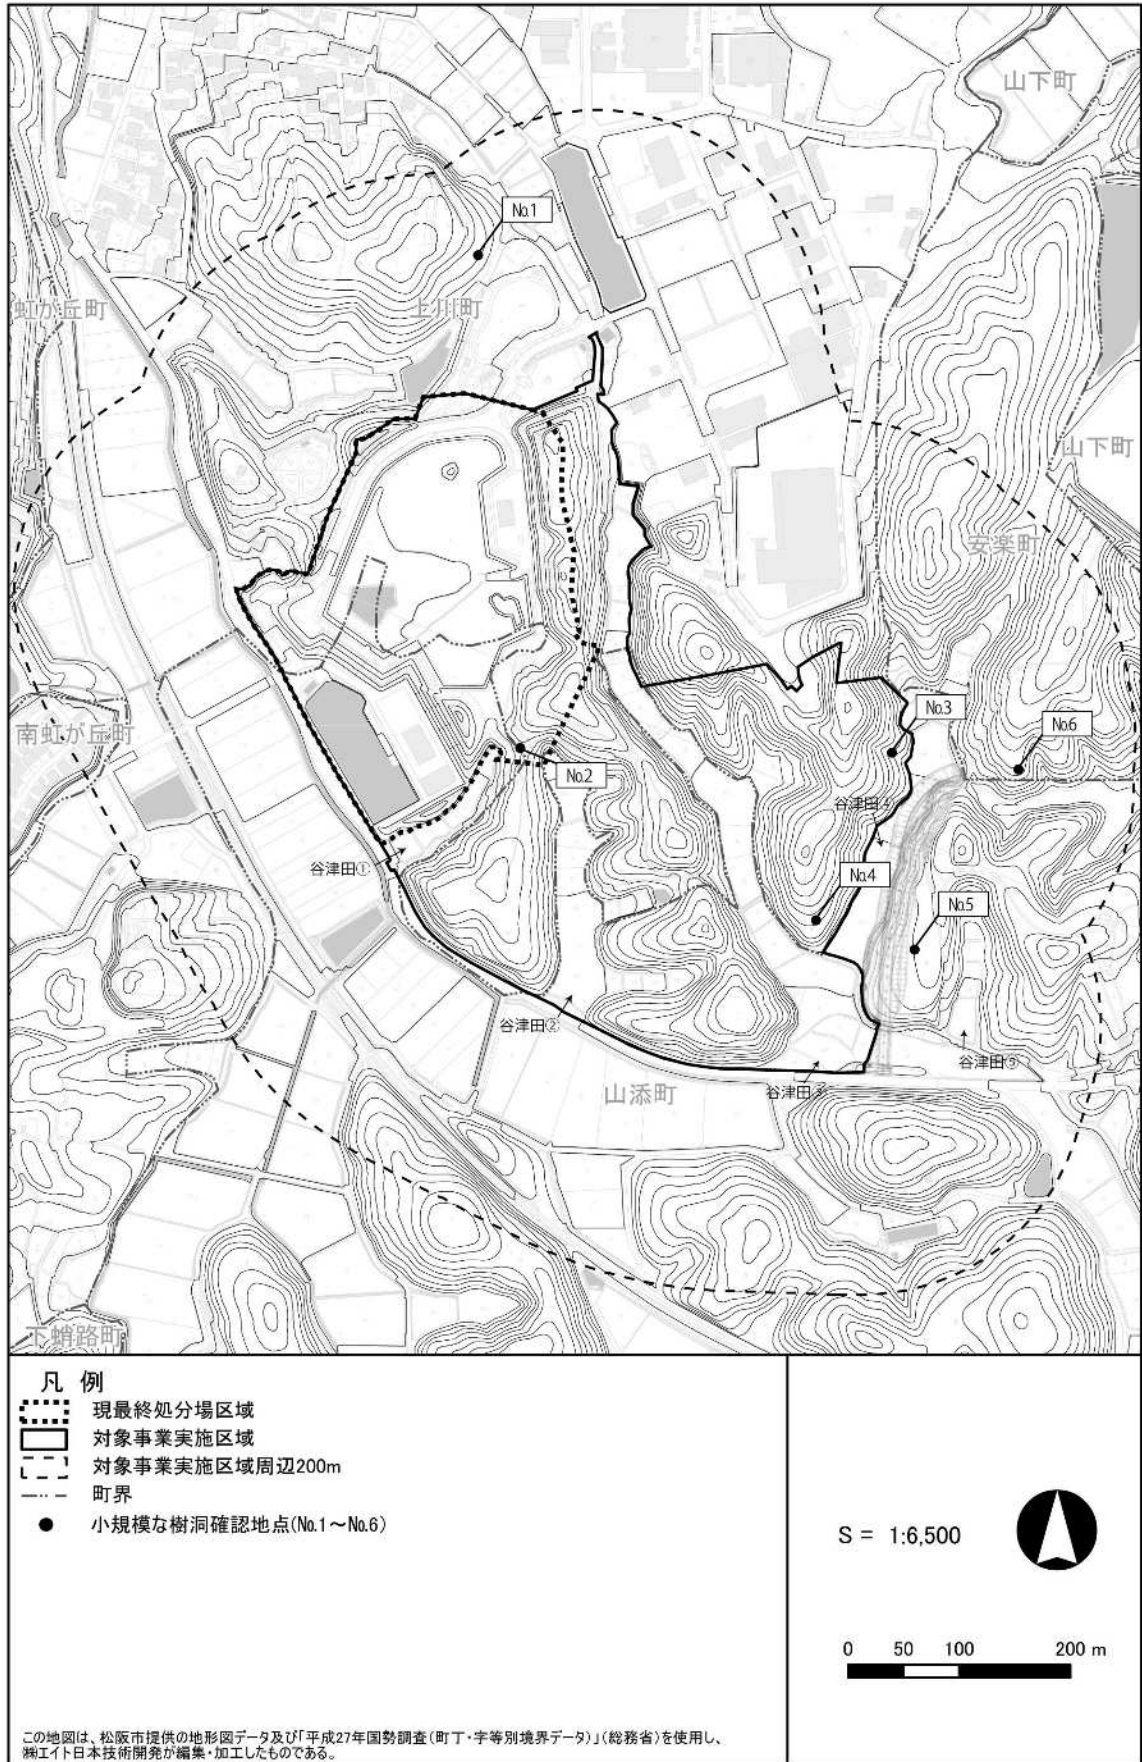 山下町
No.1
虹が丘町
上川町
山下町
安楽町
No.3
No.6
南虹が丘町
No.2
谷津田④
谷津田①
No.4
No.5
谷津田②
谷津田⑤
谷津田③
山添町
下蛸路町
凡 例
現最終処分場区域
対象事業実施区域
対象事業実施区域周辺200m
町界
小規模な樹洞確認地点(No.1～No.6)
S = 1:6,500
0 50 100 200 m
この地図は、松阪市提供の地形図データ及び「平成27年国勢調査(町丁・字等別境界データ)」(総務省)を使用し、
㈱エイト日本技術開発が編集・加工したものである。